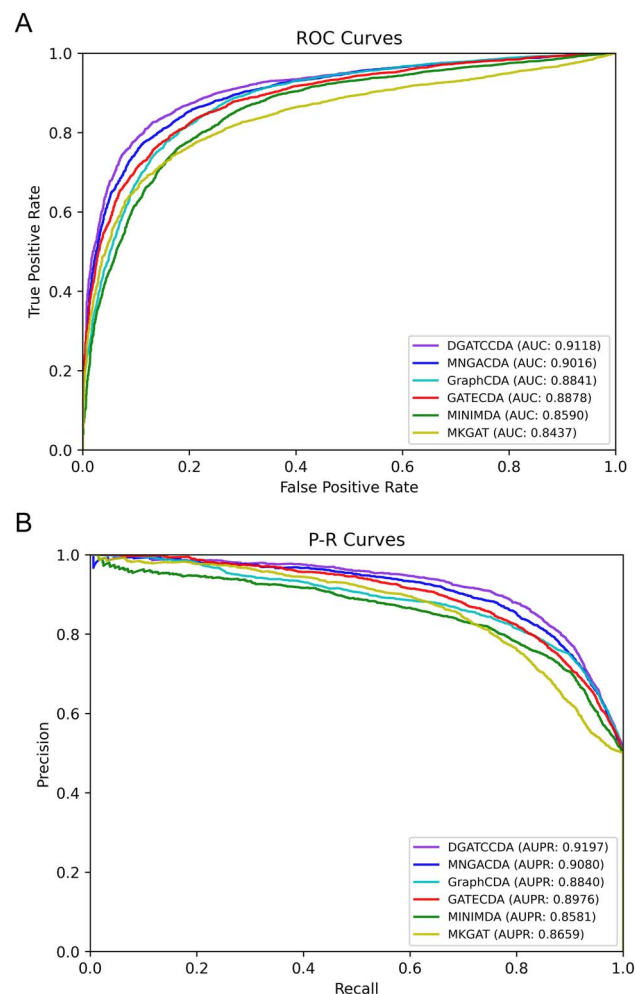 A
ROC Curves
1.0
0.8
0.6
0.4
0.2
0.0
True Positive Rate
DGATCCDA (AUC: 0.9118)
MNGACDA (AUC: 0.9016)
GraphCDA (AUC: 0.8841)
GATECDA (AUC: 0.8878)
MINIMDA (AUC: 0.8590)
MKGAT (AUC: 0.8437)
0.0 0.2 0.4 0.6 0.8 1.0
False Positive Rate
B
P-R Curves
1.0
0.8
0.6
0.4
0.2
0.0
Precision
DGATCCDA (AUPR: 0.9197)
MNGACDA (AUPR: 0.9080)
GraphCDA (AUPR: 0.8840)
GATECDA (AUPR: 0.8976)
MINIMDA (AUPR: 0.8581)
MKGAT (AUPR: 0.8659)
0.0 0.2 0.4 0.6 0.8 1.0
Recall